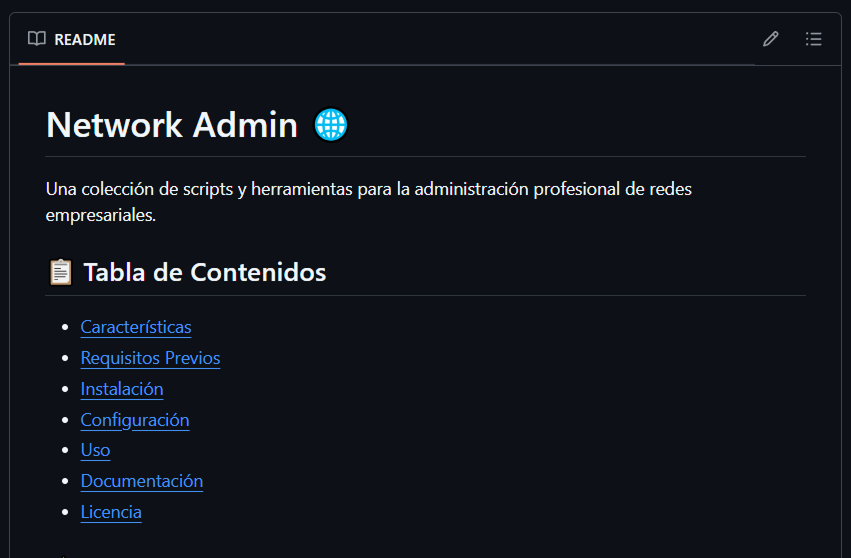 README
Network Admin 🌐
Una colección de scripts y herramientas para la administración profesional de redes
empresariales.
📋 Tabla de Contenidos
Características
Requisitos Previos
Instalación
Configuración
Uso
Documentación
Licencia